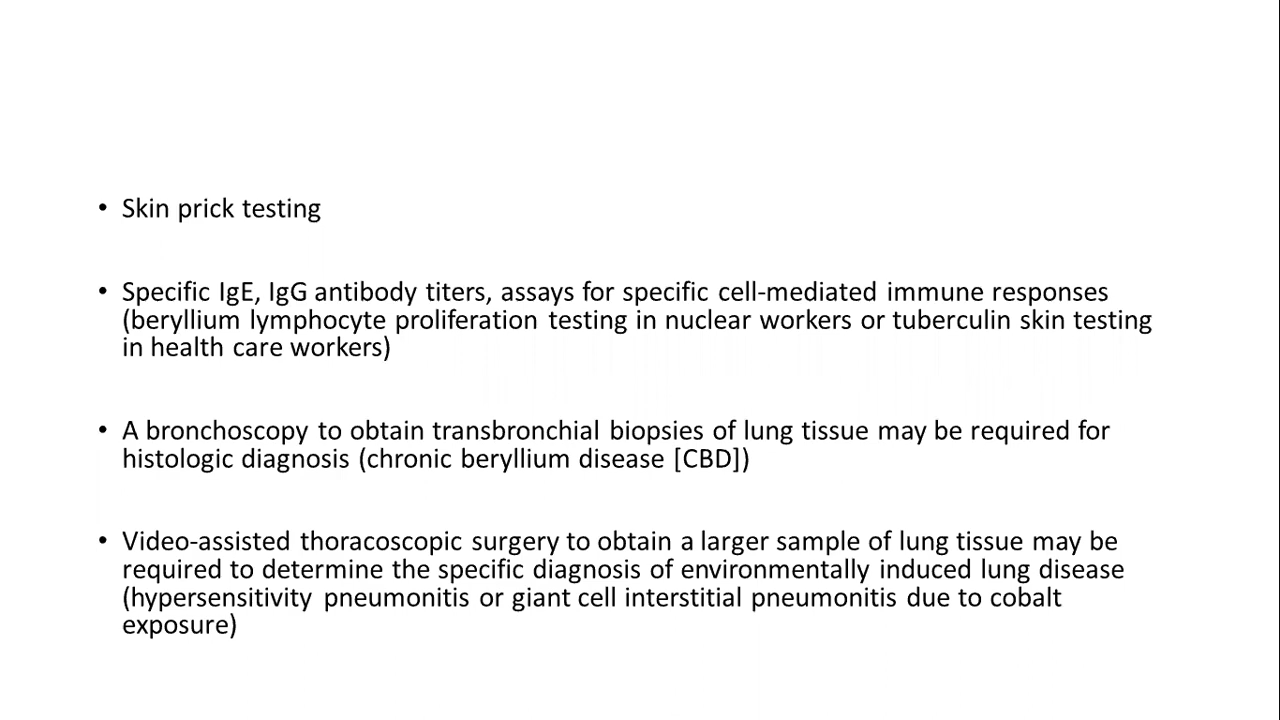 • Skin prick testing
• Specific IgE, IgG antibody titers, assays for specific cell-mediated immune responses
(beryllium lymphocyte proliferation testing in nuclear workers or tuberculin skin testing
in health care workers)
• A bronchoscopy to obtain transbronchial biopsies of lung tissue may be required for
histologic diagnosis (chronic beryllium disease [CBD])
• Video-assisted thoracoscopic surgery to obtain a larger sample of lung tissue may be
required to determine the specific diagnosis of environmentally induced lung disease
(hypersensitivity pneumonitis or giant cell interstitial pneumonitis due to cobalt
exposure)